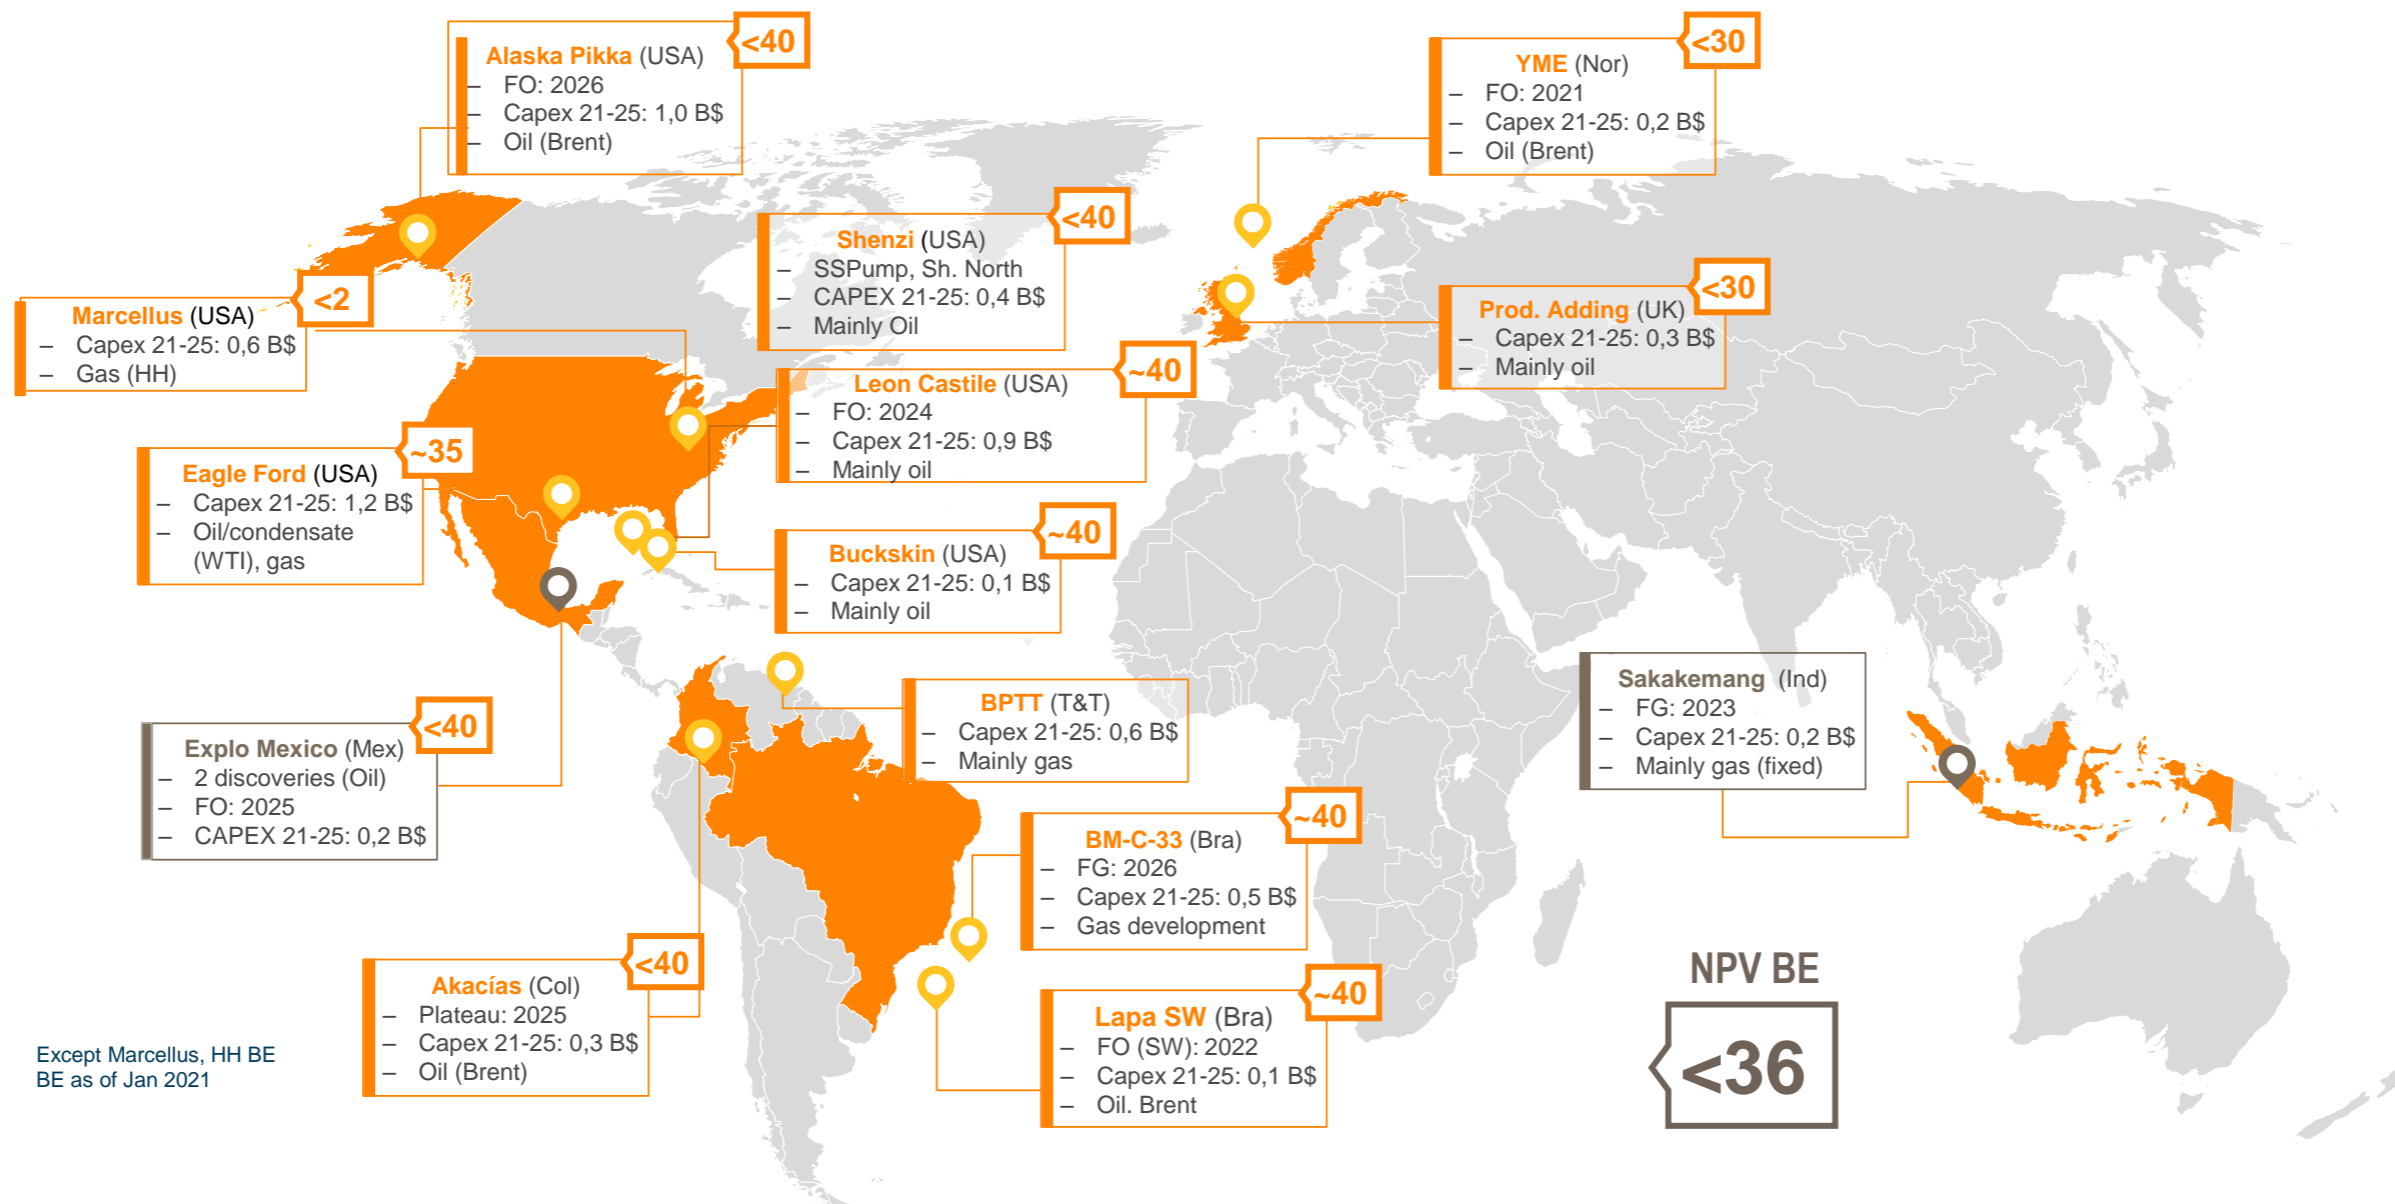 Alaska Pikka (USA)
– FO: 2026
– Capex 21-25: 1,0 B$
– Oil (Brent)
<40
YME (Nor)
– FO: 2021
– Capex 21-25: 0,2 B$
– Oil (Brent)
<30
Shenzi (USA)
– SSPump, Sh. North
– CAPEX 21-25: 0,4 B$
– Mainly Oil
<40
Marcellus (USA)
– Capex 21-25: 0,6 B$
– Gas (HH)
<2
Prod. Adding (UK)
– Capex 21-25: 0,3 B$
– Mainly oil
<30
Leon Castile (USA)
– FO: 2024
– Capex 21-25: 0,9 B$
– Mainly oil
~40
Eagle Ford (USA)
– Capex 21-25: 1,2 B$
– Oil/condensate
(WTI), gas
~35
Buckskin (USA)
– Capex 21-25: 0,1 B$
– Mainly oil
~40
Explo Mexico (Mex)
– 2 discoveries (Oil)
– FO: 2025
– CAPEX 21-25: 0,2 B$
<40
BPTT (T&T)
– Capex 21-25: 0,6 B$
– Mainly gas
Sakakemang (Ind)
– FG: 2023
– Capex 21-25: 0,2 B$
– Mainly gas (fixed)
BM-C-33 (Bra)
– FG: 2026
– Capex 21-25: 0,5 B$
– Gas development
~40
Akacías (Col)
– Plateau: 2025
– Capex 21-25: 0,3 B$
– Oil (Brent)
<40
Lapa SW (Bra)
– FO (SW): 2022
– Capex 21-25: 0,1 B$
– Oil. Brent
~40
NPV BE
<36
Except Marcellus, HH BE
BE as of Jan 2021